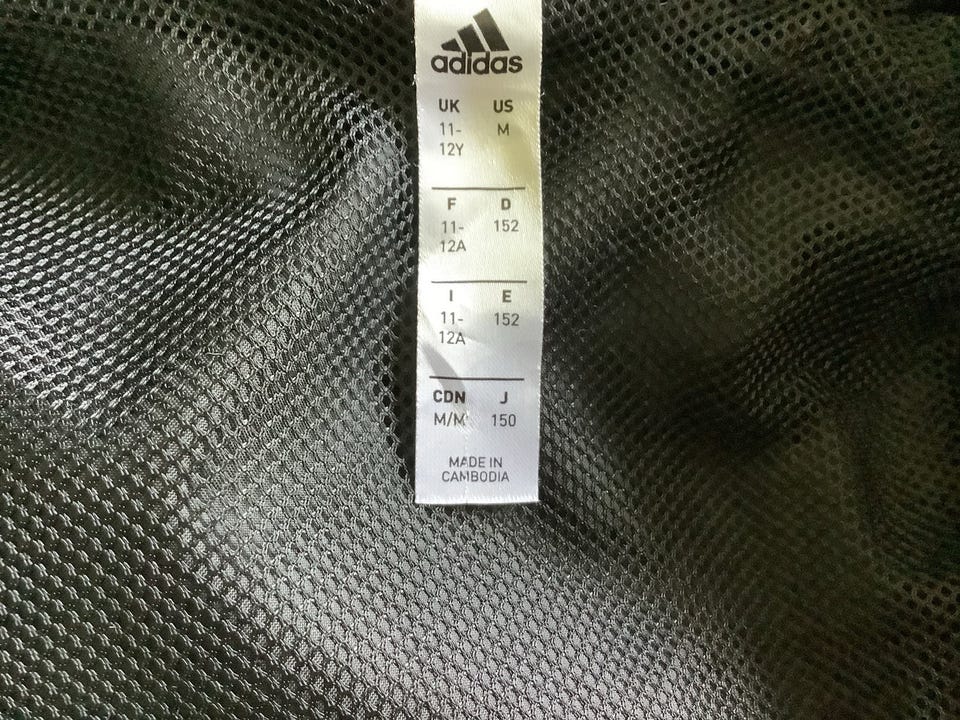 adidas
UK US
11- M
12Y
F D
11- 152
12A
I E
11- 152
12A
CDN J
M/M 150
MADE IN
CAMBODIA